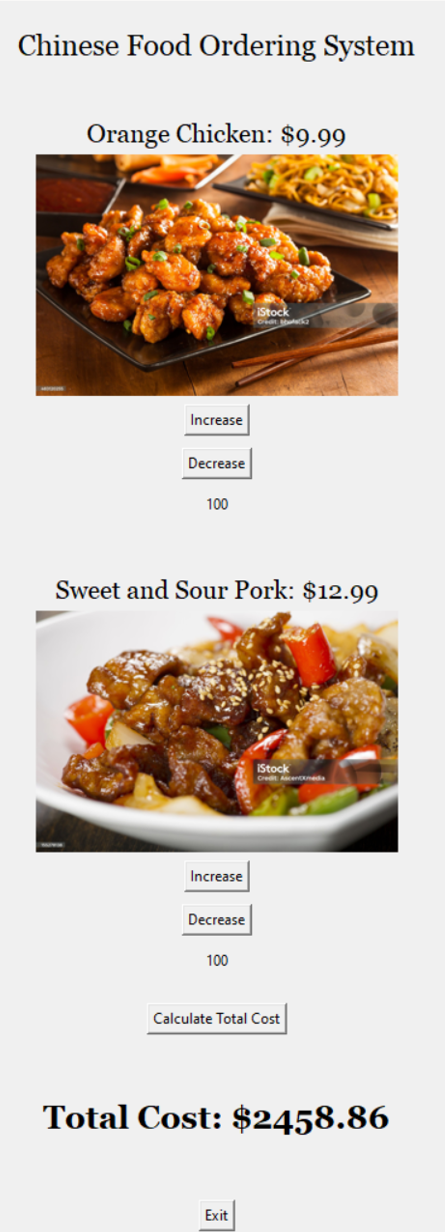 Chinese Food Ordering System
Orange Chicken: $9.99
iStock
Credit: bhofack2
Increase
Decrease
100
Sweet and Sour Pork: $12.99
iStock
Credit: AscentXmedia
Increase
Decrease
100
Calculate Total Cost
Total Cost: $2458.86
Exit